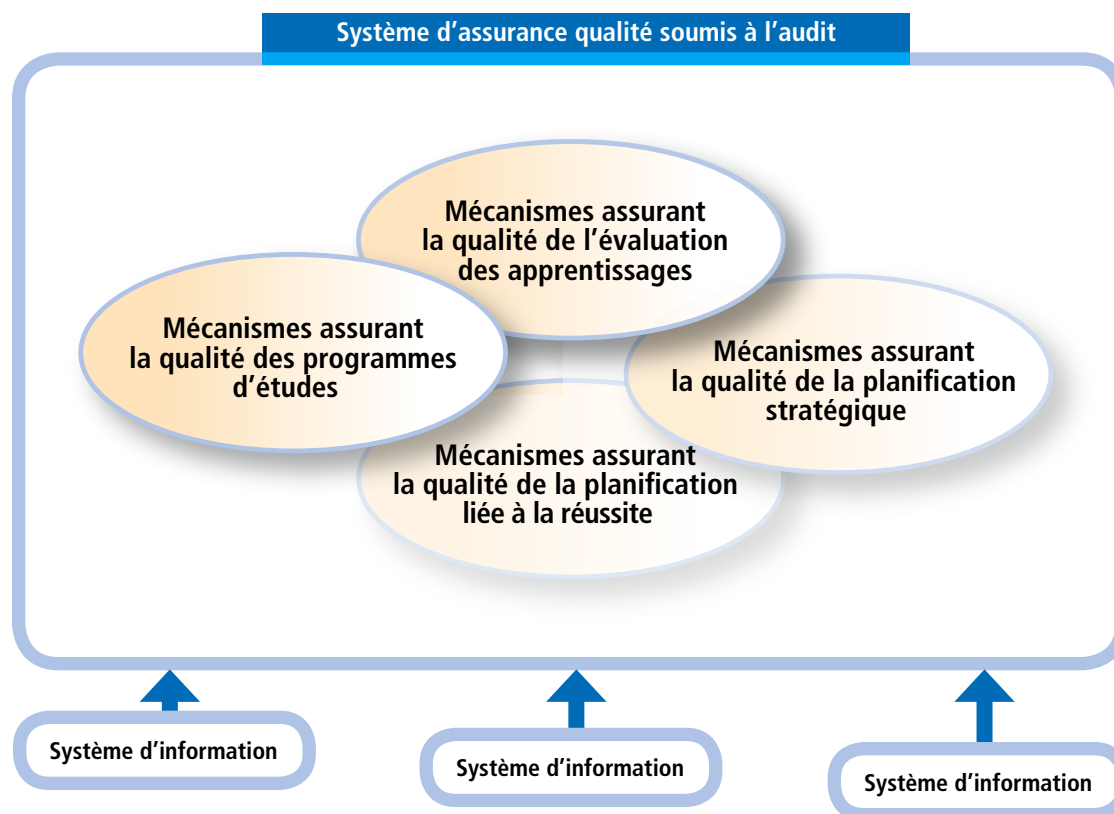 Système d'assurance qualité soumis à l'audit
Mécanismes assurant
la qualité de l'évaluation
des apprentissages
Mécanismes assurant
la qualité des programmes
d'études
Mécanismes assurant
la qualité de la planification
stratégique
Mécanismes assurant
la qualité de la planification
liée à la réussite
Système d'information
Système d'information
Système d'information